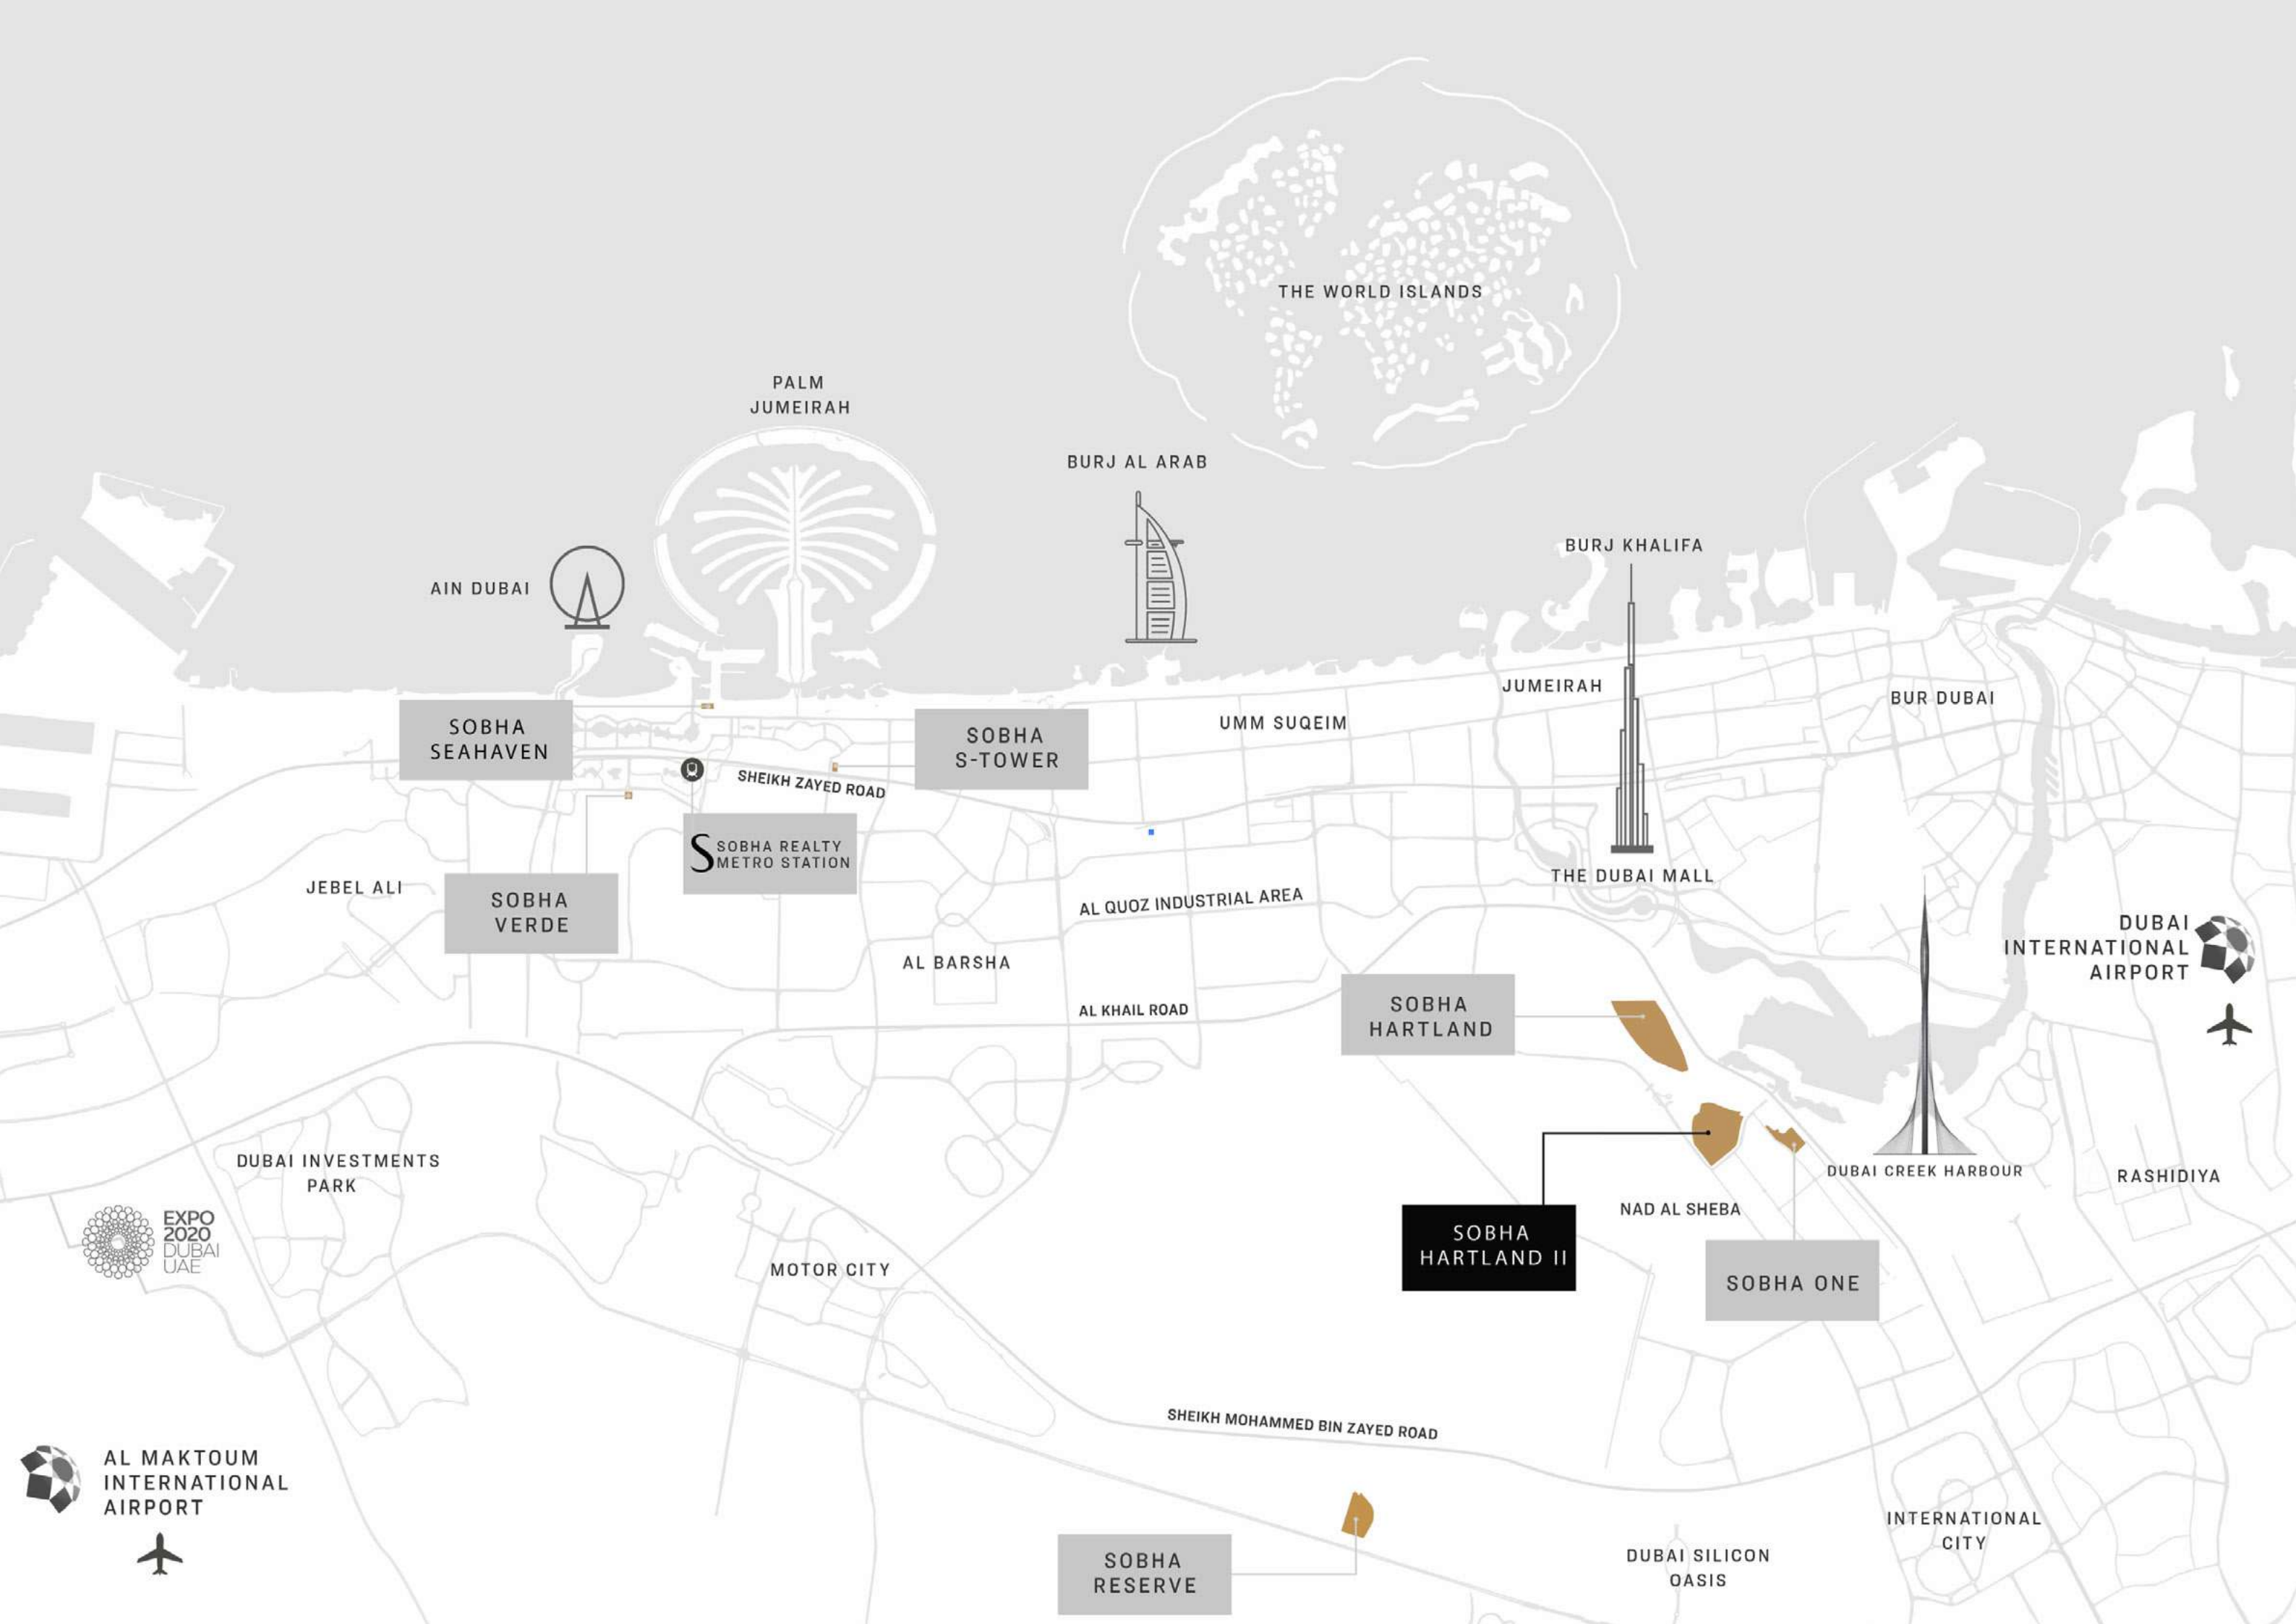 THE WORLD ISLANDS
PALM
JUMEIRAH
BURJ AL ARAB
BURJ KHALIFA
AIN DUBAI
JUMEIRAH
BUR DUBAI
UMM SUQEIM
SOBHA
SEAHAVEN
SOBHA
S-TOWER
SHEIKH ZAYED ROAD
S SOBHA REALTY
METRO STATION
JEBEL ALI
SOBHA
VERDE
THE DUBAI MALL
AL QUOZ INDUSTRIAL AREA
DUBAI
INTERNATIONAL
AIRPORT
AL BARSHA
AL KHAIL ROAD
SOBHA
HARTLAND
DUBAI INVESTMENTS
PARK
DUBAI CREEK HARBOUR
RASHIDIYA
NAD AL SHEBA
EXPO
2020
DUBAI
UAE
SOBHA
HARTLAND II
MOTOR CITY
SOBHA ONE
SHEIKH MOHAMMED BIN ZAYED ROAD
AL MAKTOUM
INTERNATIONAL
AIRPORT
INTERNATIONAL
CITY
SOBHA
RESERVE
DUBAI SILICON
OASIS